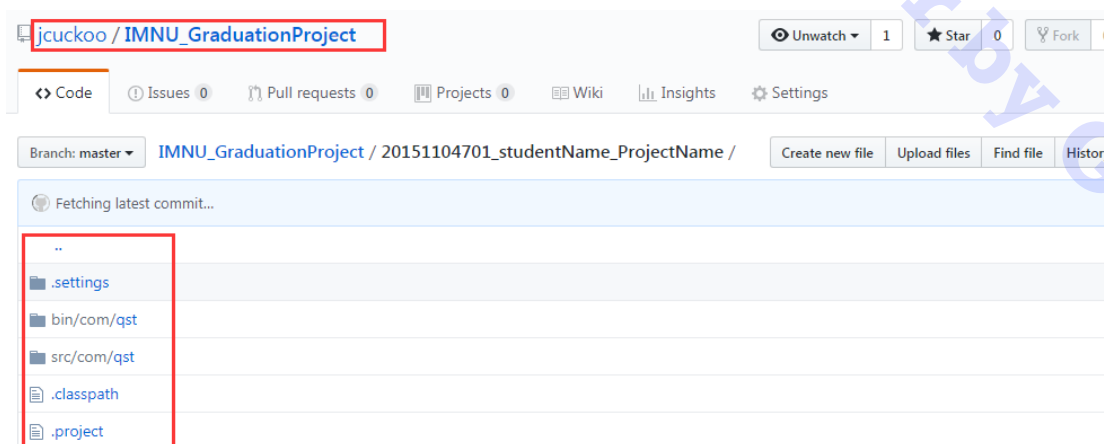 jcuckoo / IMNU_GraduationProject
Unwatch 1 Star 0 Fork
Code Issues 0 Pull requests 0 Projects 0 Wiki Insights Settings
Branch: master IMNU_GraduationProject / 20151104701_studentName_ProjectName / Create new file Upload files Find file Histor
Fetching latest commit...
..
.settings
bin/com/qst
src/com/qst
.classpath
.project
by